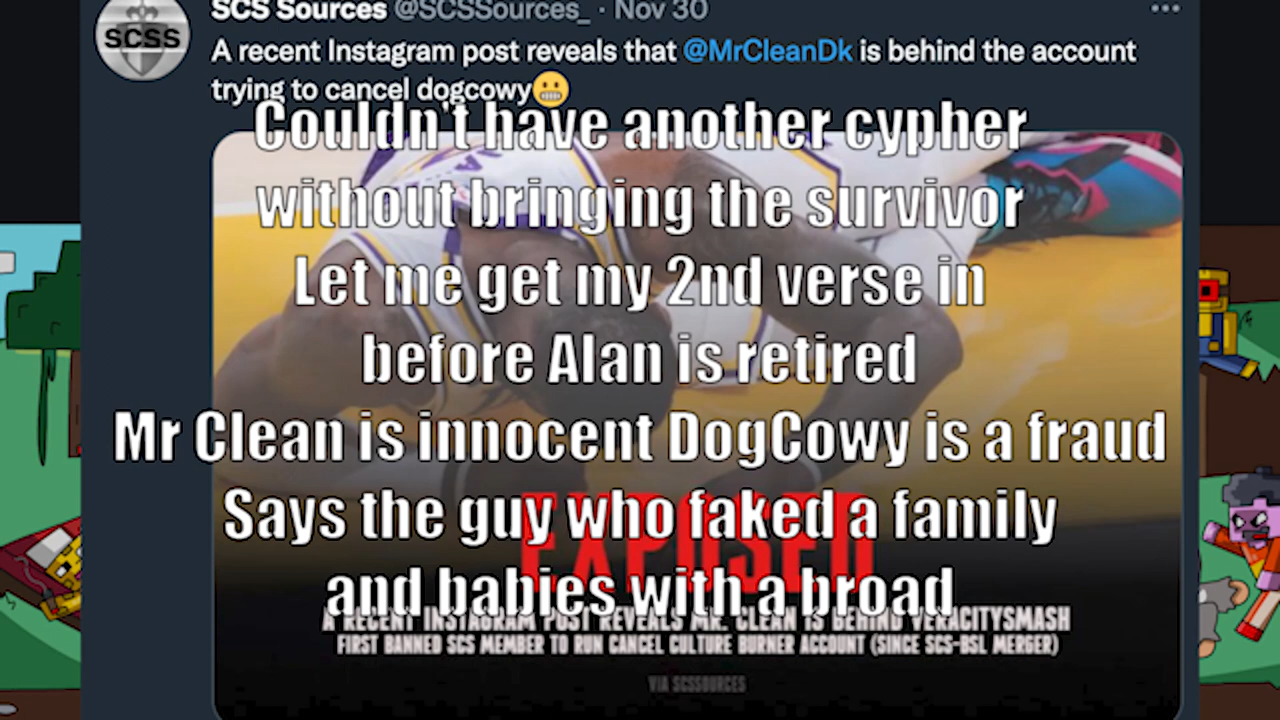 SCS Sources @SCSSources_ · Nov 30
SCSS
A recent Instagram post reveals that @MrCleanDk is behind the account
trying to cancel dogcowy😬
Couldn't have another cypher
without bringing the survivor
Let me get my 2nd verse in
before Alan is retired
Mr Clean is innocent DogCowy is a fraud
Says the guy who faked a family
and babies with a broad
EXPOSED
A RECENT INSTAGRAM POST REVEALS MR. CLEAN IS BEHIND VERACITYSMASH
FIRST BANNED SCS MEMBER TO RUN CANCEL CULTURE BURNER ACCOUNT (SINCE SCS-BSL MERGER)
VIA SCSSOURCES